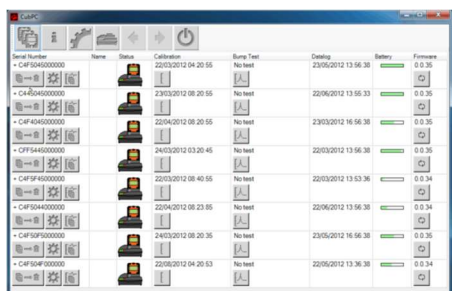 CubPC
Serial Number Name Status Calibration Bump Test Datalog Battery Firmware
C4F5045000000 22/03/2012 04:20:55 No test 23/05/2012 13:56:38 0.0.35
C445045000000 23/03/2012 08:20:55 No test 22/06/2012 13:55:33 0.0.35
C4F4045000000 22/04/2012 08:20:55 No test 23/03/2012 16:56:38 0.0.35
CFF5445000000 24/03/2012 03:20:45 No test 22/03/2012 13:56:38 0.0.35
C4F5F45000000 22/03/2012 08:40:55 No test 22/03/2012 13:53:36 0.0.34
C4F5044000000 22/04/2012 08:23:85 No test 22/06/2012 13:56:38 0.0.34
C4F50F5000000 24/03/2012 08:20:35 No test 23/05/2012 16:56:38 0.0.35
C4F504F000000 22/08/2012 04:20:53 No test 22/05/2012 13:36:38 0.0.34